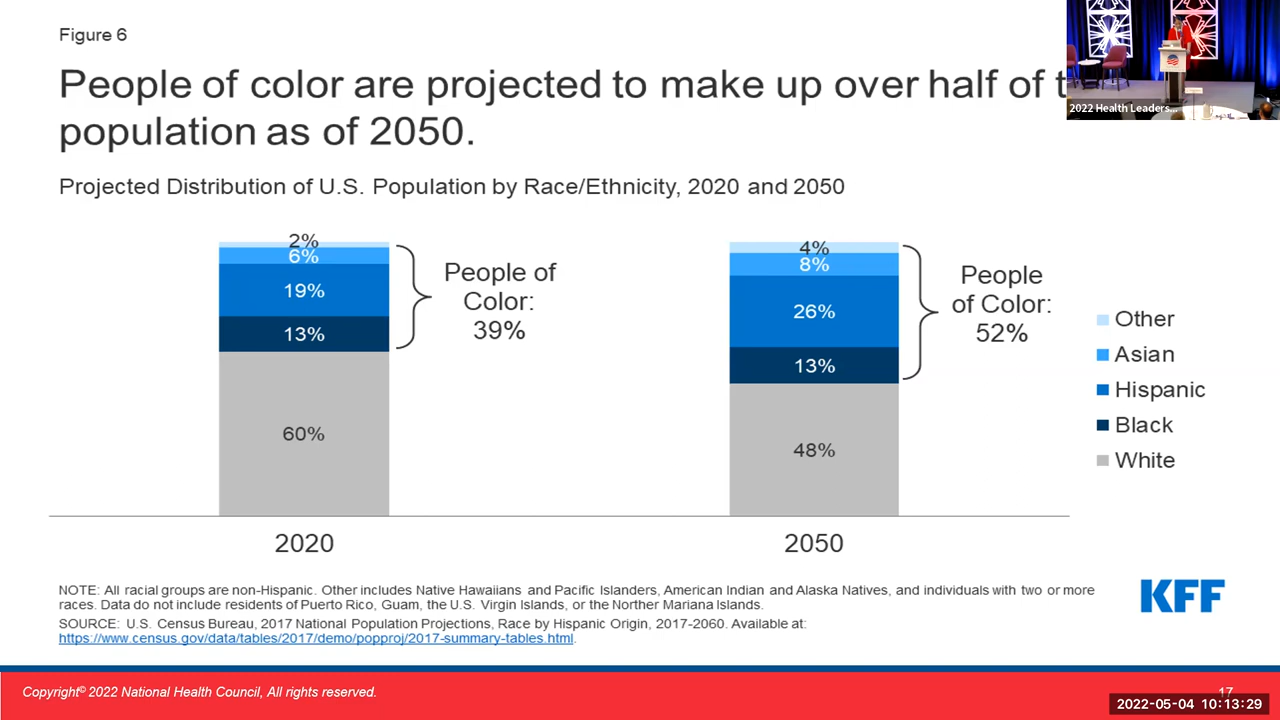 Figure 6
People of color are projected to make up over half of t
population as of 2050.
Projected Distribution of U.S. Population by Race/Ethnicity, 2020 and 2050
2%
6%
19%
13%
60%
People of
Color:
39%
2020
4%
8%
26%
13%
48%
People
of Color:
52%
2050
Other
Asian
Hispanic
Black
White
NOTE: All racial groups are non-Hispanic. Other includes Native Hawaiians and Pacific Islanders, American Indian and Alaska Natives, and individuals with two or more
races. Data do not include residents of Puerto Rico, Guam, the U.S. Virgin Islands, or the Norther Mariana Islands.
SOURCE: U.S. Census Bureau, 2017 National Population Projections, Race by Hispanic Origin, 2017-2060. Available at:
https://www.census.gov/data/tables/2017/demo/popproj/2017-summary-tables.html.
KFF
Copyright© 2022 National Health Council, All rights reserved.
17
2022-05-04 10:13:29
2022 Health Leaders...